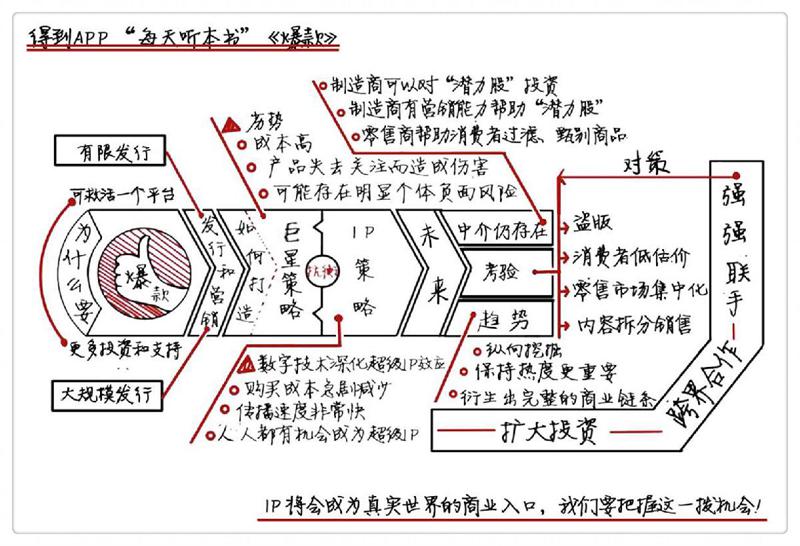 得到APP “每天听本书” 《爆款》
制造商可以对“潜力股”投资
制造商有营销能力帮助“潜力股”
零售商帮助消费者过滤、甄别商品
劣势
成本高
产品失去关注而造成伤害
可能存在明显个体负面风险
有限发行
可救活一个平台
为什么要
爆款
更多投资和支持
大规模发行
发行和营销
如何打造
巨星策略
IP策略
未来
中介仍存在
考验
趋势
对策
盗版
消费者低估价
零售市场集中化
内容拆分销售
强强联手
跨界合作
扩大投资
数字技术深化超级IP效应
购买成本急剧减少
传播速度非常快
人人都有机会成为超级IP
纵向挖掘
保持热度更重要
衍生出完整的商业链条
IP将会成为真实世界的商业入口，我们要把握这一拨机会！